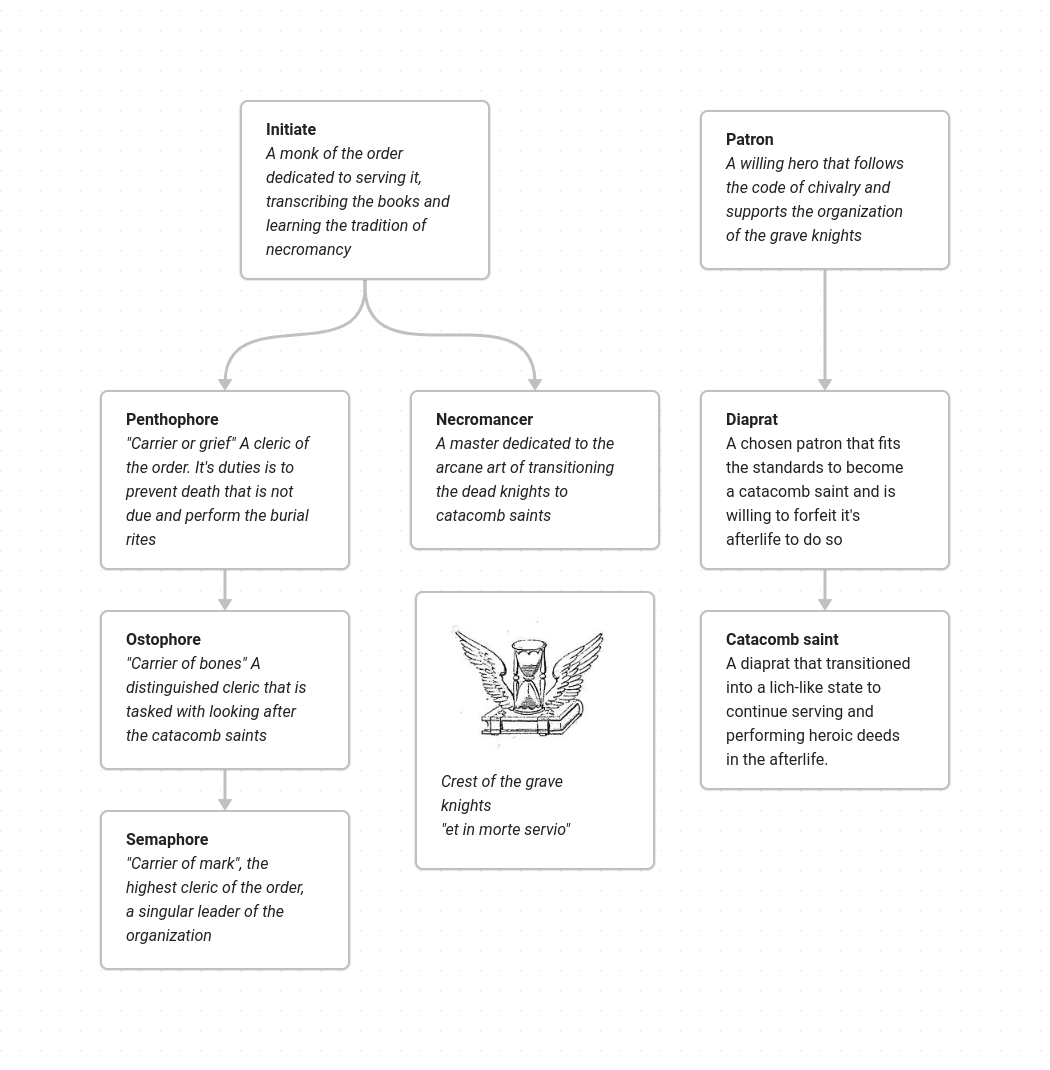 Initiate
A monk of the order
dedicated to serving it,
transcribing the books and
learning the tradition of
necromancy
Patron
A willing hero that follows
the code of chivalry and
supports the organization
of the grave knights
Penthophore
"Carrier or grief" A cleric of
the order. It's duties is to
prevent death that is not
due and perform the burial
rites
Necromancer
A master dedicated to the
arcane art of transitioning
the dead knights to
catacomb saints
Diaprat
A chosen patron that fits
the standards to become
a catacomb saint and is
willing to forfeit it's
afterlife to do so
Ostophore
"Carrier of bones" A
distinguished cleric that is
tasked with looking after
the catacomb saints
Crest of the grave
knights
"et in morte servio"
Catacomb saint
A diaprat that transitioned
into a lich-like state to
continue serving and
performing heroic deeds
in the afterlife.
Semaphore
"Carrier of mark", the
highest cleric of the order,
a singular leader of the
organization